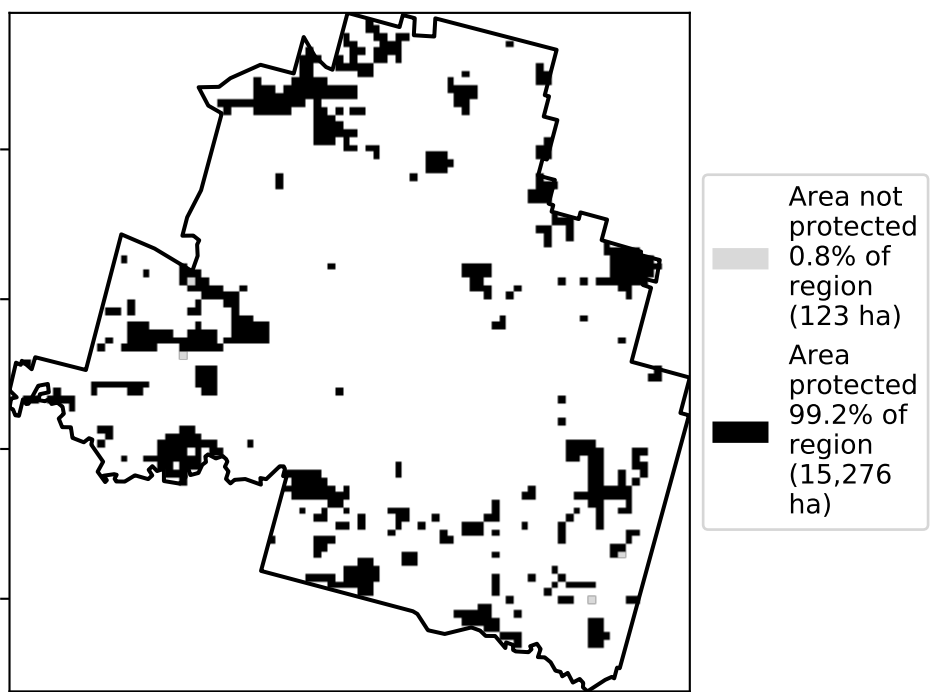 Area not
protected
0.8% of
region
(123 ha)
Area
protected
99.2% of
region
(15,276
ha)